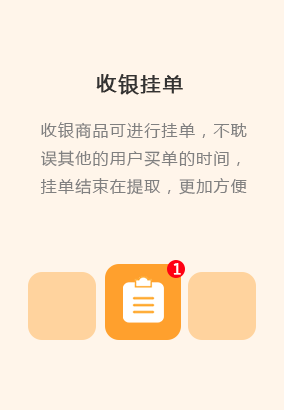 收银挂单
收银商品可进行挂单，不耽
误其他的用户买单的时间，
挂单结束在提取，更加方便
1